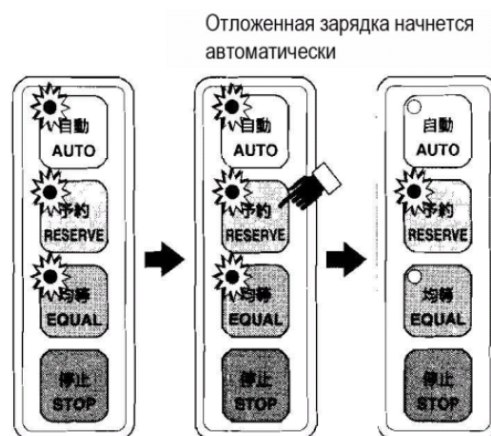 Отложенная зарядка начнется
автоматически
自動
AUTO
予約
RESERVE
均等
EQUAL
停止
STOP
自動
AUTO
予約
RESERVE
均等
EQUAL
停止
STOP
自動
AUTO
予約
RESERVE
均等
EQUAL
停止
STOP